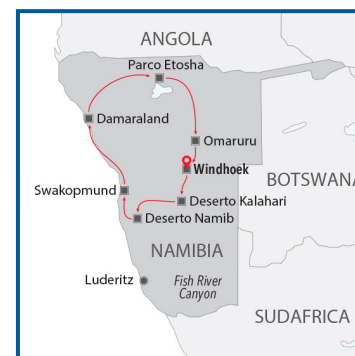 ANGOLA
Parco Etosha
Damaraland
Omaruru
Windhoek
BOTSWANA
Swakopmund
Deserto Kalahari
Deserto Namib
NAMIBIA
Luderitz
Fish River
Canyon
SUDAFRICA